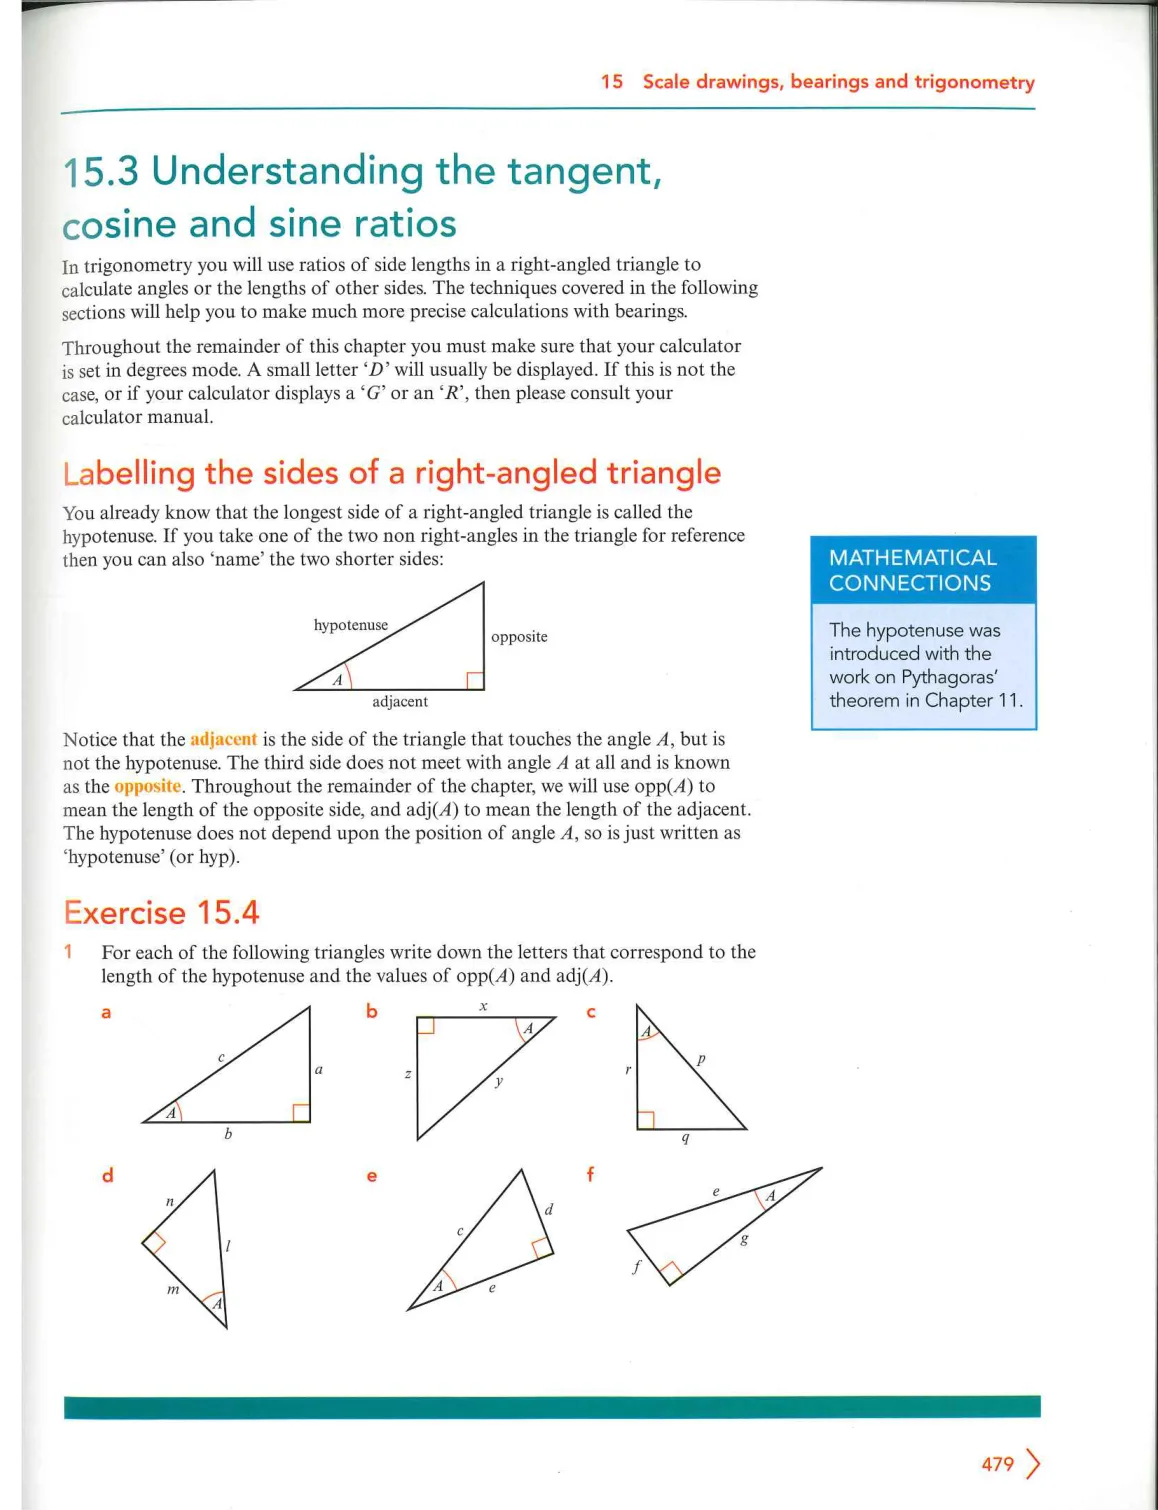 15 Scale drawings, bearings and trigonometry
15.3 Understanding the tangent,
cosine and sine ratios
In trigonometry you will use ratios of side lengths in a right-angled triangle to
calculate angles or the lengths of other sides. The techniques covered in the following
sections will help you to make much more precise calculations with bearings.
Throughout the remainder of this chapter you must make sure that your calculator
is set in degrees mode. A small letter ‘D’ will usually be displayed. If this is not the
case, or if your calculator displays a ‘G’ or an ‘R’, then please consult your
calculator manual.
Labelling the sides of a right-angled triangle
You already know that the longest side of a right-angled triangle is called the
hypotenuse. If you take one of the two non right-angles in the triangle for reference
then you can also ‘name’ the two shorter sides:
hypotenuse
opposite
A
adjacent
MATHEMATICAL
CONNECTIONS
The hypotenuse was
introduced with the
work on Pythagoras’
theorem in Chapter 11.
Notice that the adjacent is the side of the triangle that touches the angle A, but is
not the hypotenuse. The third side does not meet with angle A at all and is known
as the opposite. Throughout the remainder of the chapter, we will use opp(A) to
mean the length of the opposite side, and adj(A) to mean the length of the adjacent.
The hypotenuse does not depend upon the position of angle A, so is just written as
‘hypotenuse’ (or hyp).
Exercise 15.4
1 For each of the following triangles write down the letters that correspond to the
length of the hypotenuse and the values of opp(A) and adj(A).
a
c
a
A
b
b
x
A
z
y
c
A
r
p
q
d
n
l
m
A
e
c
d
A
e
f
e
A
g
f
479